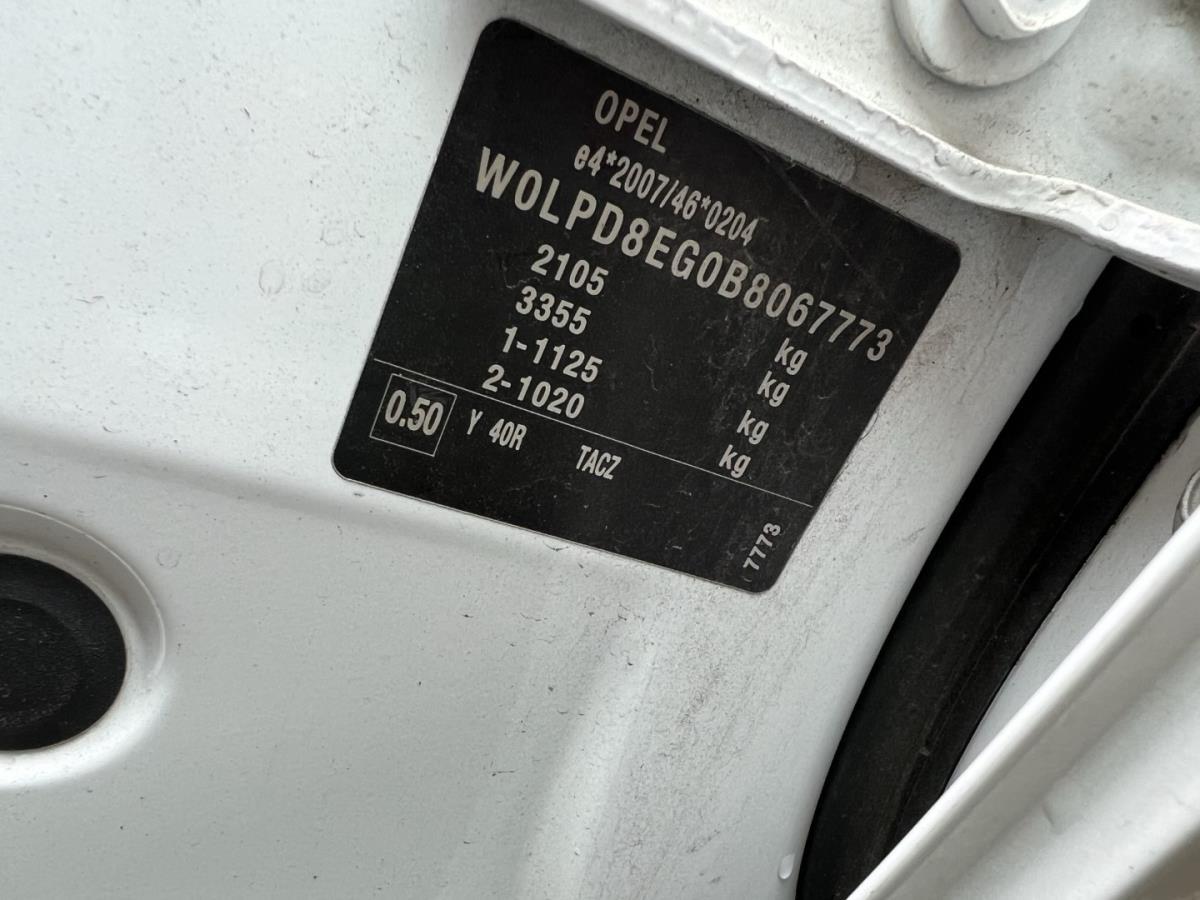 OPEL
e4*2007/46*0204
W0LPD8EG0B8067773
2105 kg
3355 kg
1-1125 kg
2-1020 kg
0.50 Y 40R TACZ
7773